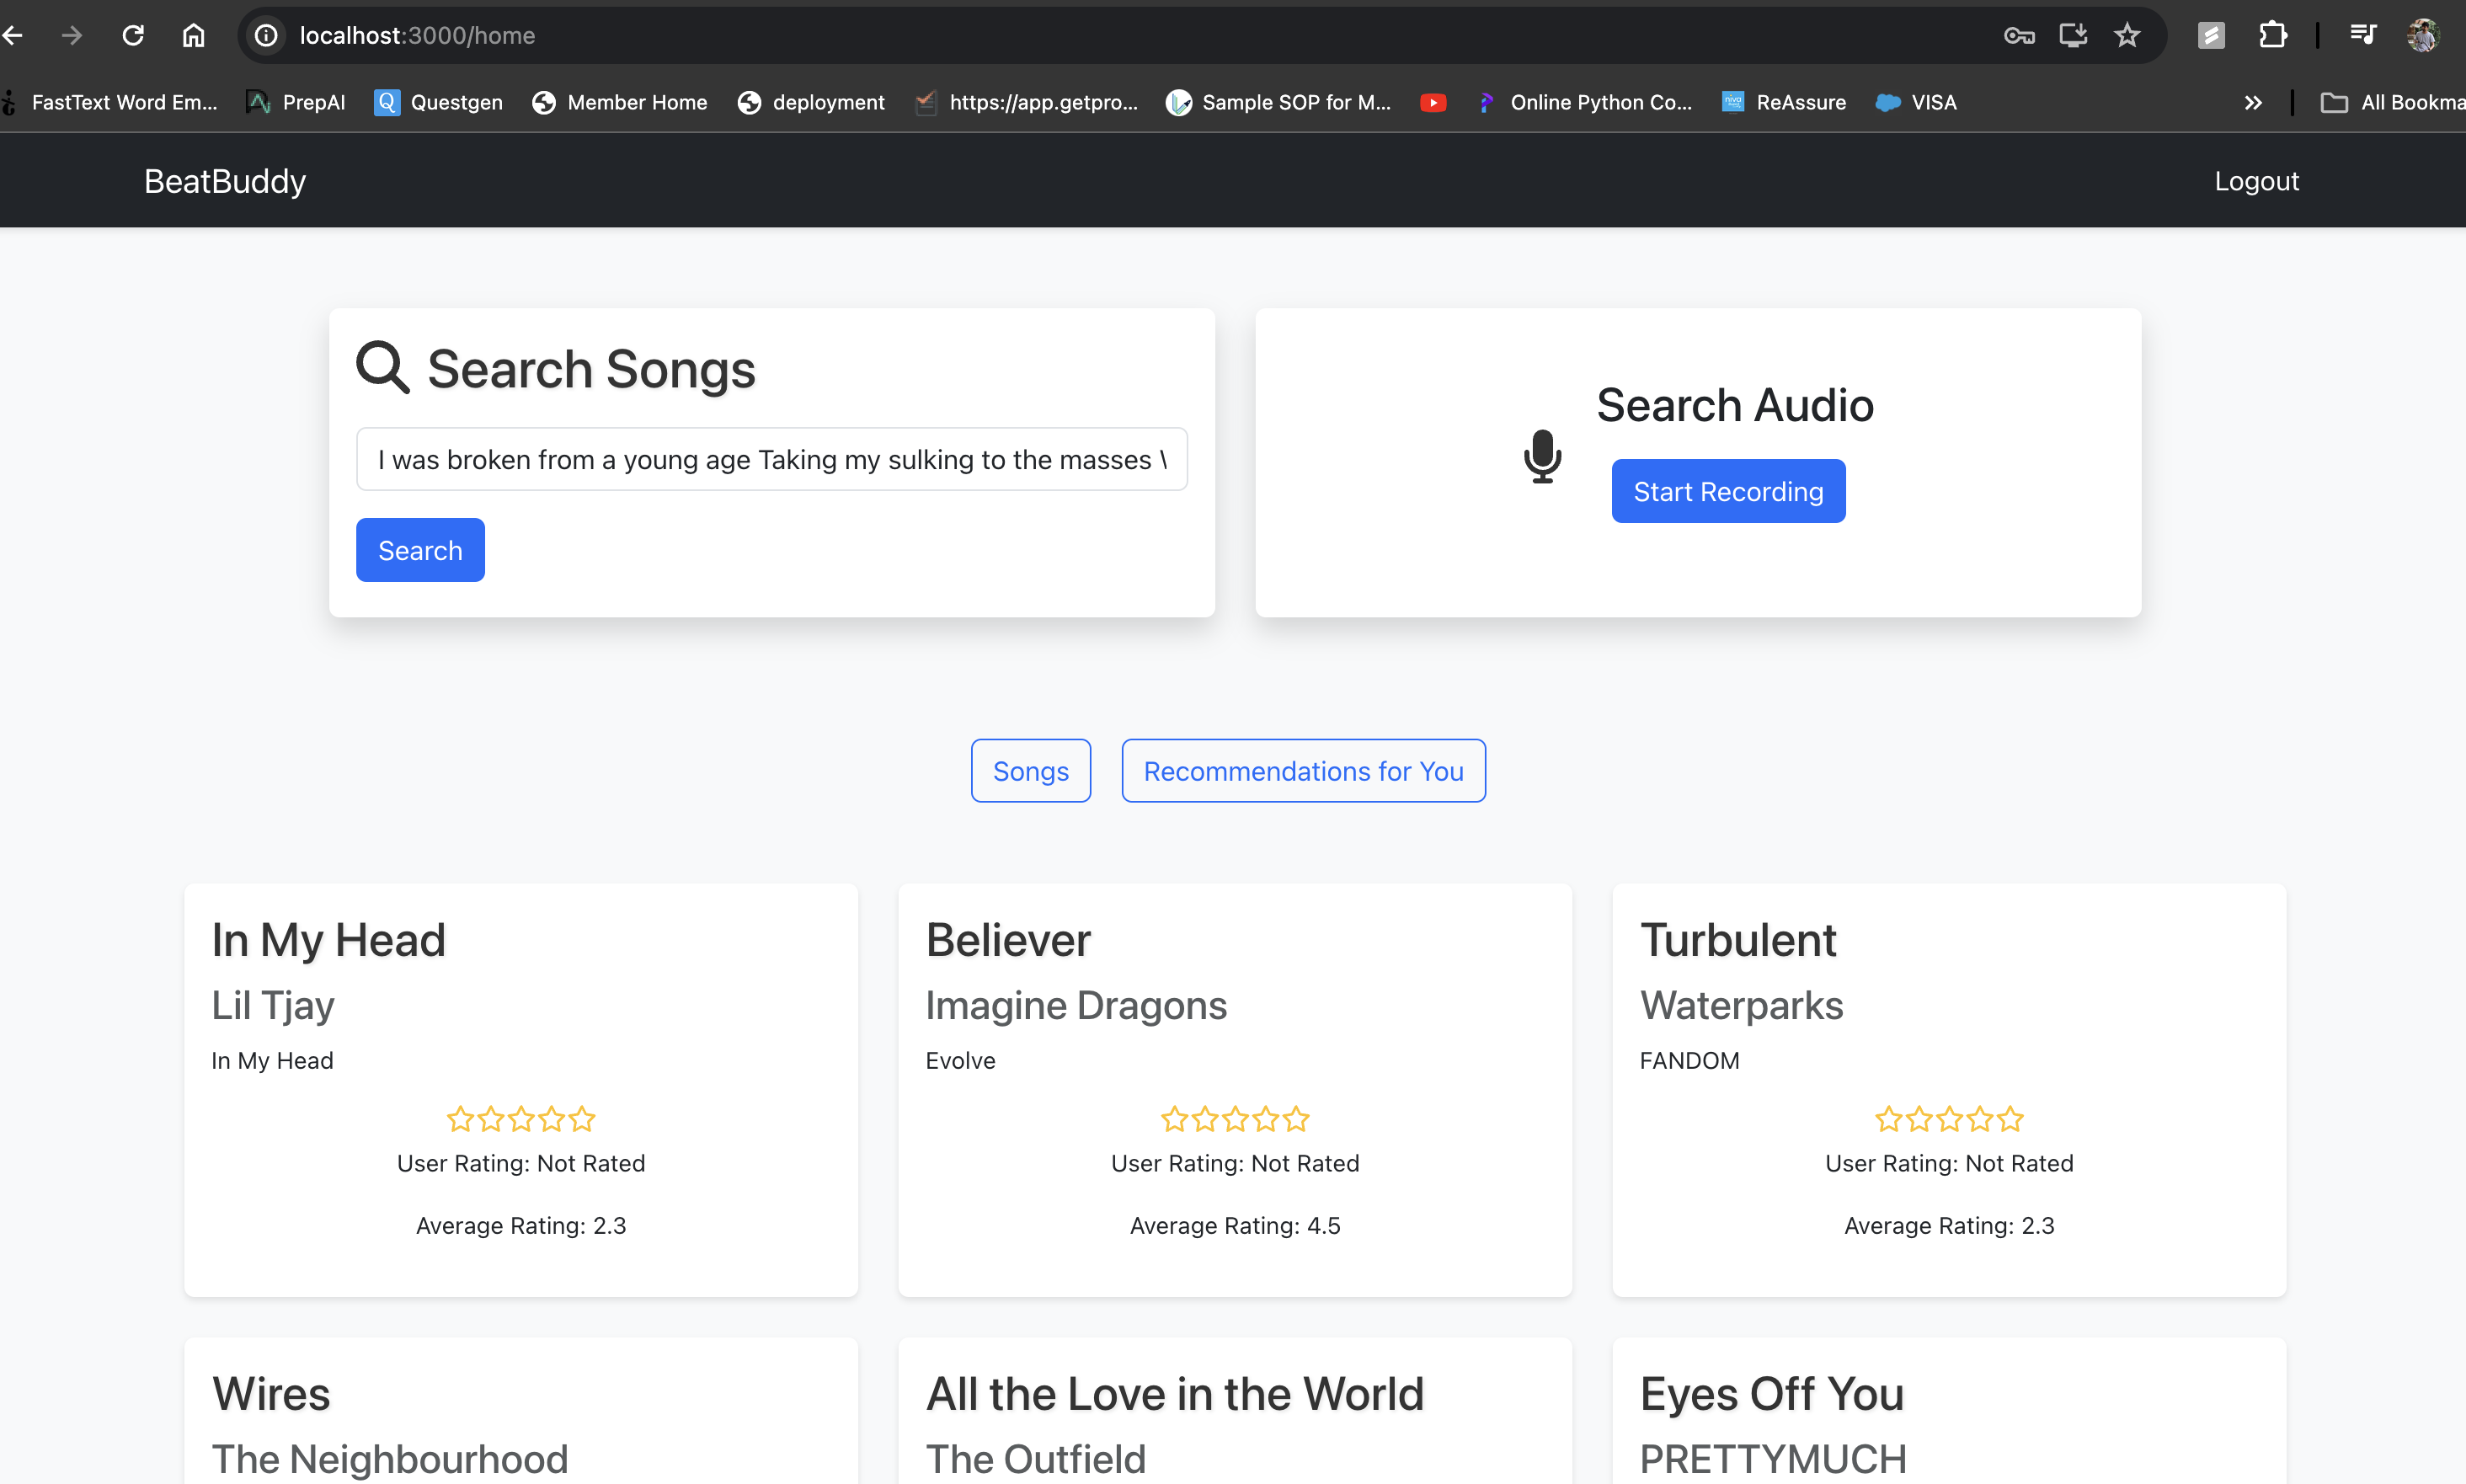 localhost:3000/home
FastText Word Em... PrepAI Questgen Member Home deployment https://app.getpro... Sample SOP for M... Online Python Co... ReAssure VISA All Bookma
BeatBuddy Logout
Search Songs
I was broken from a young age Taking my sulking to the masses \
Search
Search Audio
Start Recording
Songs Recommendations for You
In My Head
Lil Tjay
In My Head
User Rating: Not Rated
Average Rating: 2.3
Believer
Imagine Dragons
Evolve
User Rating: Not Rated
Average Rating: 4.5
Turbulent
Waterparks
FANDOM
User Rating: Not Rated
Average Rating: 2.3
Wires
The Neighbourhood
All the Love in the World
The Outfield
Eyes Off You
PRETTYMUCH